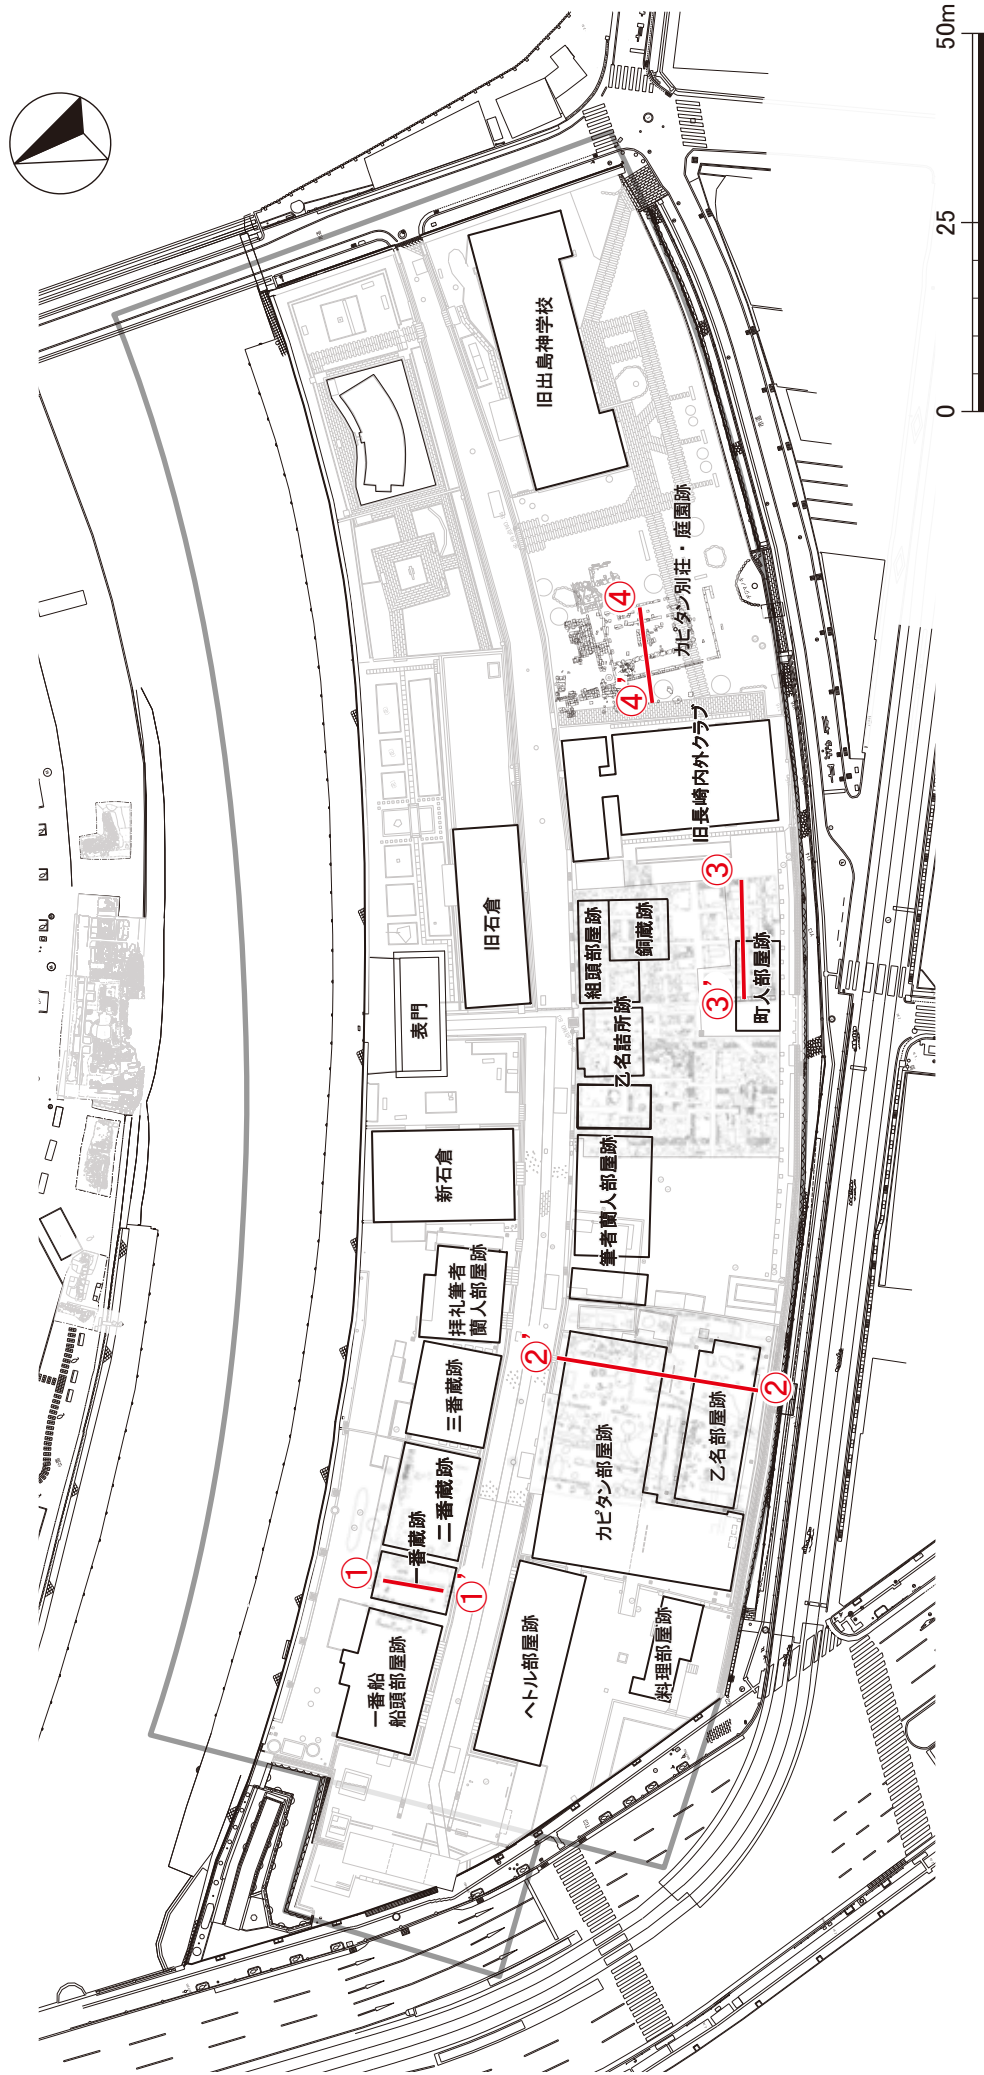 一番船
船頭部屋跡
①
①'
一番蔵跡
二番蔵跡
三番蔵跡
拝礼筆者
蘭人部屋跡
新石倉
表門
旧石倉
旧出島神学校
ヘトル部屋跡
料理部屋跡
カピタン部屋跡
乙名部屋跡
②'
②
筆者蘭人部屋跡
乙名詰所跡
組頭部屋跡
銅蔵跡
③'
③
町人部屋跡
旧長崎内外クラブ
④'
④
カピタン別荘・庭園跡
0
25
50m